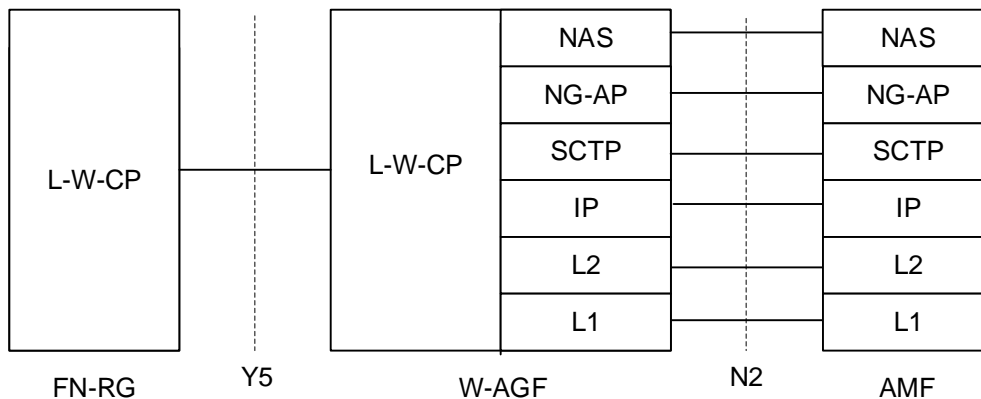 NAS
NAS
NG-AP
NG-AP
L-W-CP
L-W-CP
SCTP
SCTP
IP
IP
L2
L2
L1
L1
FN-RG
Y5
W-AGF
N2
AMF